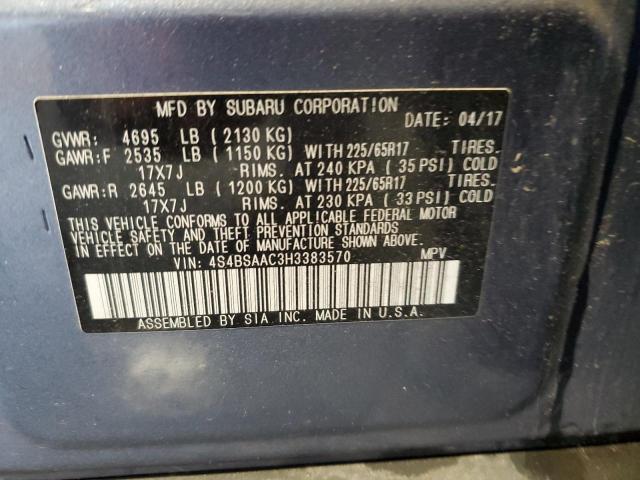 MFD BY SUBARU CORPORATION
DATE: 04/17
GVWR: 4695 LB (2130 KG)
GAWR:F 2535 LB (1150 KG) WITH 225/65R17 TIRES.
17X7J RIMS. AT 240 KPA (35 PSI) COLD
GAWR:R 2645 LB (1200 KG) WITH 225/65R17 TIRES.
17X7J RIMS. AT 230 KPA (33 PSI) COLD
THIS VEHICLE CONFORMS TO ALL APPLICABLE FEDERAL MOTOR
VEHICLE SAFETY AND THEFT PREVENTION STANDARDS
IN EFFECT ON THE DATE OF MANUFACTURE SHOWN ABOVE.
VIN: 4S4BSAAC3H3383570 MPV
ASSEMBLED BY SIA INC. MADE IN U.S.A.